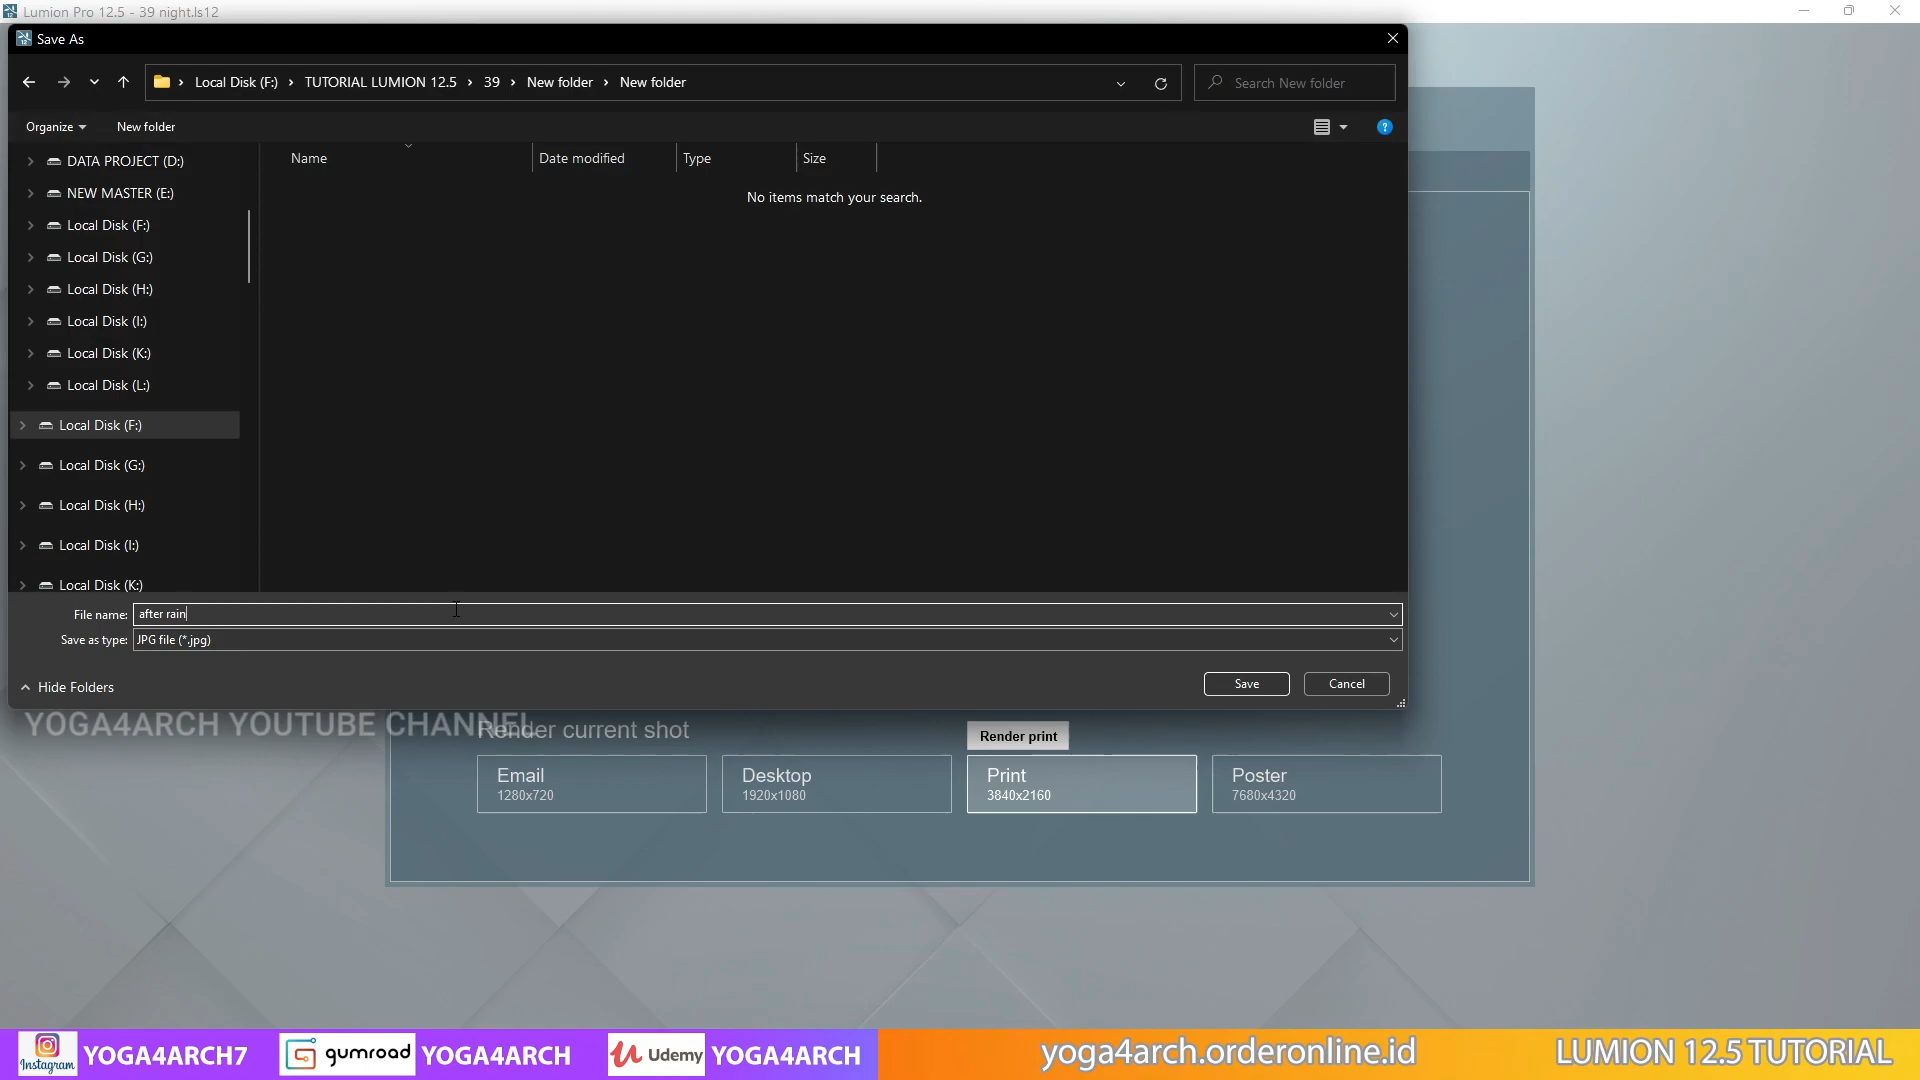 Lumion Pro 12.5 - 39 night.ls12
Save As
Local Disk (F:) › TUTORIAL LUMION 12.5 › 39 › New folder › New folder
Search New folder
Organize
New folder
Name
Date modified
Type
Size
No items match your search.
DATA PROJECT (D:)
NEW MASTER (E:)
Local Disk (F:)
Local Disk (G:)
Local Disk (H:)
Local Disk (I:)
Local Disk (K:)
Local Disk (L:)
Local Disk (F:)
Local Disk (G:)
Local Disk (H:)
Local Disk (I:)
Local Disk (K:)
File name: after rain
Save as type: JPG file (*.jpg)
Hide Folders
Save
Cancel
YOGA4ARCH YOUTUBE CHANNEL
Render current shot
Render print
Email
1280x720
Desktop
1920x1080
Print
3840x2160
Poster
7680x4320
Instagram
YOGA4ARCH7
gumroad
YOGA4ARCH
Udemy
YOGA4ARCH
yoga4arch.orderonline.id
LUMION 12.5 TUTORIAL